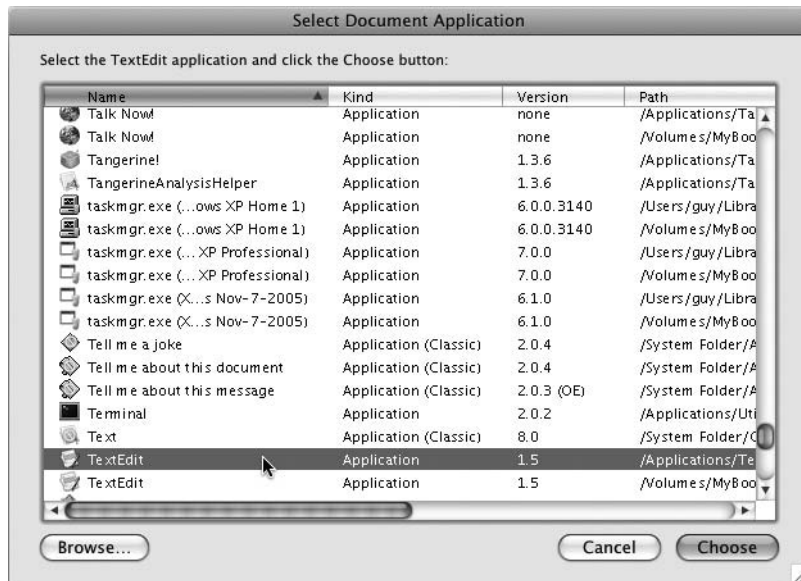 Select Document Application
Select the TextEdit application and click the Choose button:
Name Kind Version Path
Talk Now! Application none /Applications/Ta
Talk Now! Application none /Volumes/MyBoo
Tangerine! Application 1.3.6 /Applications/Ta
TangerineAnalysisHelper Application 1.3.6 /Applications/Ta
taskmgr.exe (...ows XP Home 1) Application 6.0.0.3140 /Users/guy/Libra
taskmgr.exe (...ows XP Home 1) Application 6.0.0.3140 /Volumes/MyBoo
taskmgr.exe (... XP Professional) Application 7.0.0 /Users/guy/Libra
taskmgr.exe (... XP Professional) Application 7.0.0 /Volumes/MyBoo
taskmgr.exe (X...s Nov-7-2005) Application 6.1.0 /Users/guy/Libra
taskmgr.exe (X...s Nov-7-2005) Application 6.1.0 /Volumes/MyBoo
Tell me a joke Application (Classic) 2.0.4 /System Folder/A
Tell me about this document Application (Classic) 2.0.4 /System Folder/A
Tell me about this message Application (Classic) 2.0.3 (OE) /System Folder/A
Terminal Application 2.0.2 /Applications/Uti
Text Application (Classic) 8.0 /System Folder/C
TextEdit Application 1.5 /Applications/Te
TextEdit Application 1.5 /Volumes/MyBoo
Browse... Cancel Choose